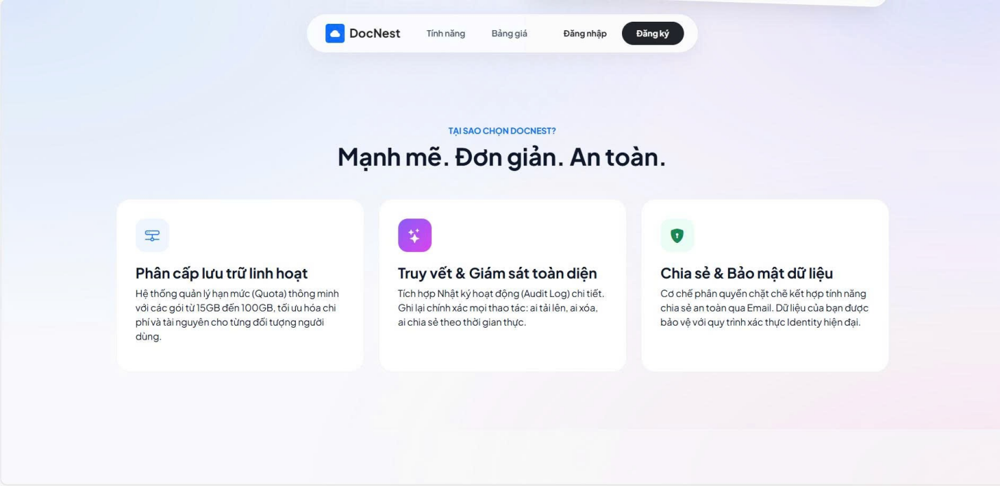 DocNest
Tính năng
Bảng giá
Đăng nhập
Đăng ký
TẠI SAO CHỌN DOCNEST?
Mạnh mẽ. Đơn giản. An toàn.
Phân cấp lưu trữ linh hoạt
Hệ thống quản lý hạn mức (Quota) thông minh
với các gói từ 15GB đến 100GB, tối ưu hóa chi
phí và tài nguyên cho từng đối tượng người
dùng.
Truy vết & Giám sát toàn diện
Tích hợp Nhật ký hoạt động (Audit Log) chi tiết.
Ghi lại chính xác mọi thao tác: ai tải lên, ai xóa,
ai chia sẻ theo thời gian thực.
Chia sẻ & Bảo mật dữ liệu
Cơ chế phân quyền chặt chẽ kết hợp tính năng
chia sẻ an toàn qua Email. Dữ liệu của bạn được
bảo vệ với quy trình xác thực Identity hiện đại.